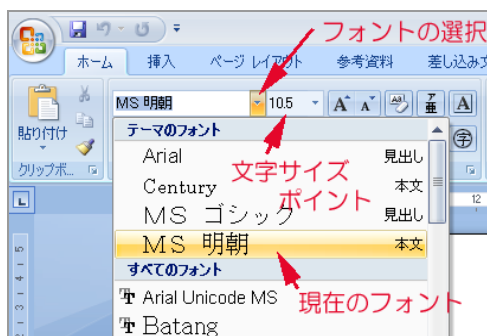 フォントの選択
ホーム 挿入 ページ レイアウト 参考資料 差し込み文
MS 明朝 10.5
貼り付け
クリップボ...
テーマのフォント
Arial 見出し
Century 本文
MS ゴシック 見出し
MS 明朝 本文
文字サイズ
ポイント
すべてのフォント
Arial Unicode MS
現在のフォント
Batang
A A A ア亜 A
字
L
12